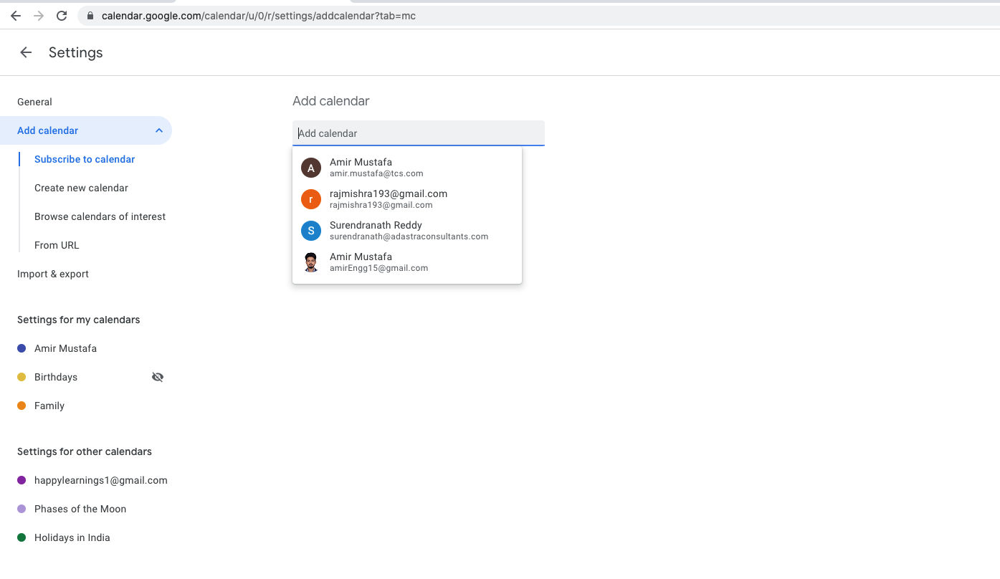 calendar.google.com/calendar/u/0/r/settings/addcalendar?tab=mc
Settings
General
Add calendar
Subscribe to calendar
Create new calendar
Browse calendars of interest
From URL
Import & export
Settings for my calendars
Amir Mustafa
Birthdays
Family
Settings for other calendars
happylearnings1@gmail.com
Phases of the Moon
Holidays in India
Add calendar
Add calendar
A
Amir Mustafa
amir.mustafa@tcs.com
r
rajmishra193@gmail.com
rajmishra193@gmail.com
S
Surendranath Reddy
surendranath@adastraconsultants.com
Amir Mustafa
amirEngg15@gmail.com